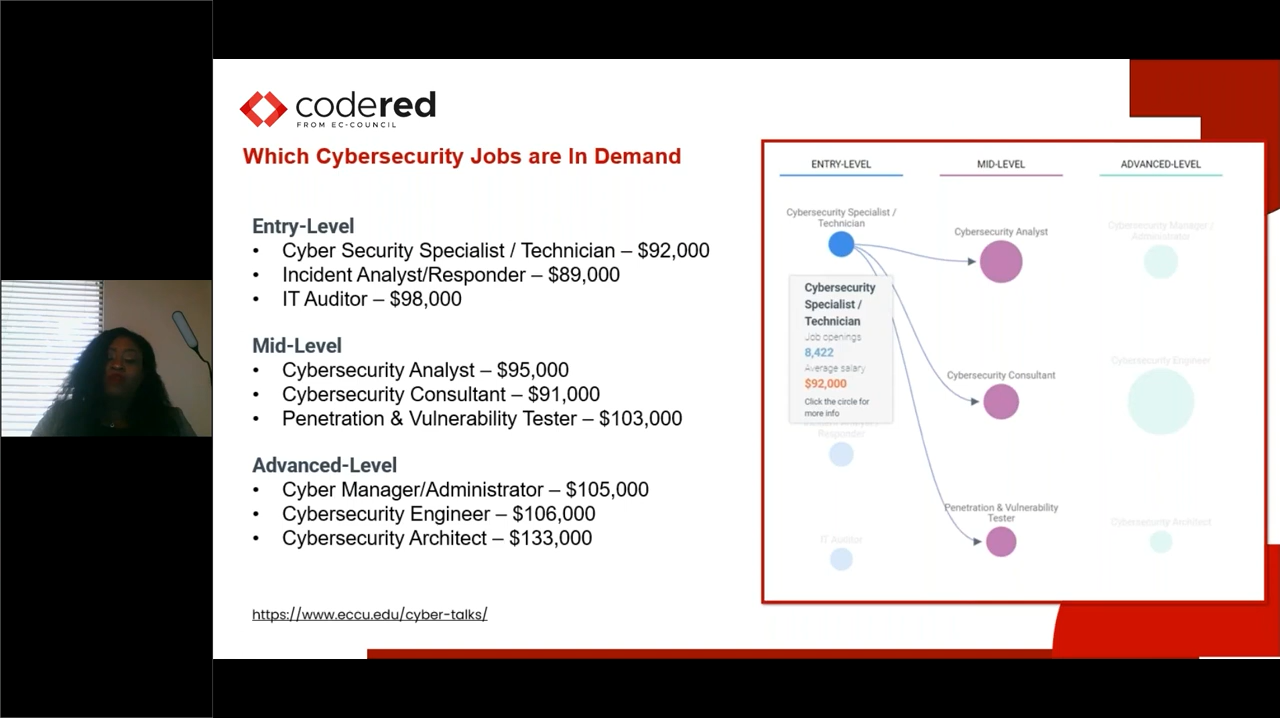 codered
FROM EC-COUNCIL
Which Cybersecurity Jobs are In Demand
Entry-Level
• Cyber Security Specialist / Technician – $92,000
• Incident Analyst/Responder – $89,000
• IT Auditor – $98,000
Mid-Level
• Cybersecurity Analyst – $95,000
• Cybersecurity Consultant – $91,000
• Penetration & Vulnerability Tester – $103,000
Advanced-Level
• Cyber Manager/Administrator – $105,000
• Cybersecurity Engineer – $106,000
• Cybersecurity Architect – $133,000
https://www.eccu.edu/cyber-talks/
ENTRY-LEVEL
MID-LEVEL
ADVANCED-LEVEL
Cybersecurity Specialist /
Technician
Cybersecurity
Specialist /
Technician
Job openings
8,422
Average salary
$92,000
Click the circle for
more info
Responder
IT Auditor
Cybersecurity Analyst
Cybersecurity Consultant
Penetration & Vulnerability
Tester
Cybersecurity Manager /
Administrator
Cybersecurity Engineer
Cybersecurity Architect